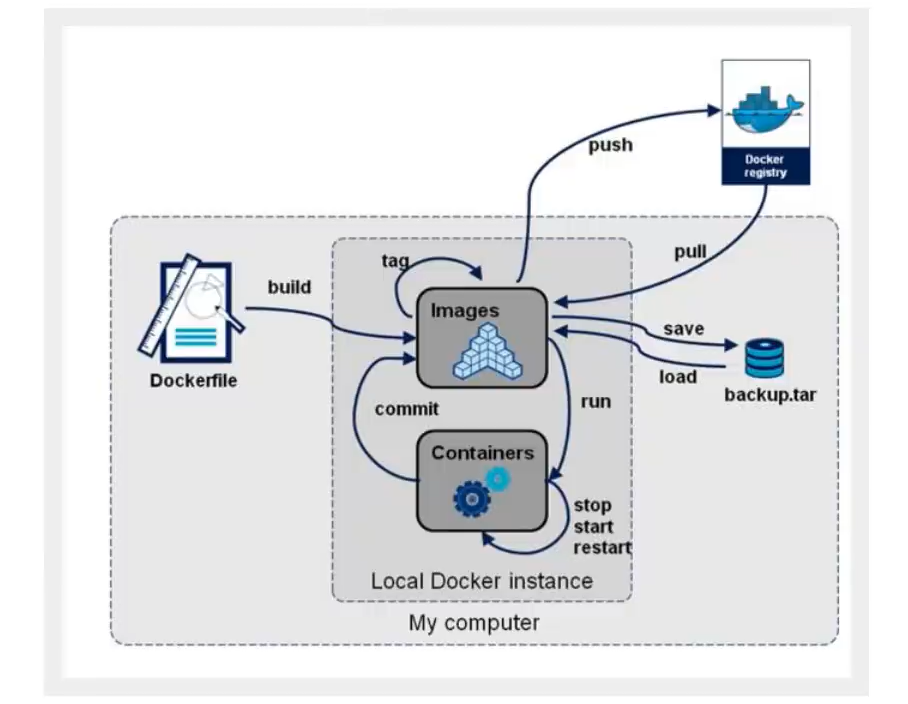 Docker
registry
push
pull
tag
build
Images
save
load
Dockerfile
backup.tar
commit
run
Containers
stop
start
restart
Local Docker instance
My computer